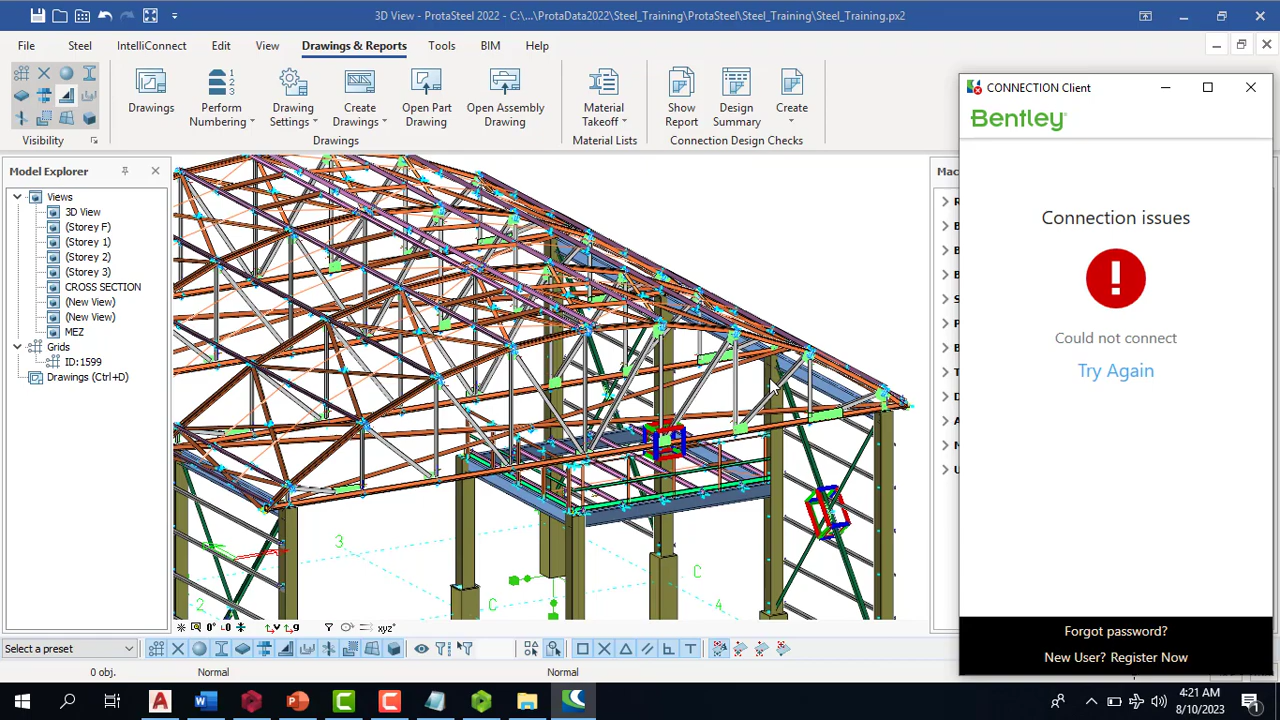 3D View - ProtaSteel 2022 - C:\...\ProtaData2022\Steel_Training\ProtaSteel\Steel_Training\Steel_Training.px2
File Steel IntelliConnect Edit View Drawings & Reports Tools BIM Help
Drawings
Perform Numbering
Drawing Settings
Create Drawings
Open Part Drawing
Open Assembly Drawing
Material Takeoff
Show Report
Design Summary
Create
Visibility Drawings Material Lists Connection Design Checks
Model Explorer
Views
3D View
(Storey F)
(Storey 1)
(Storey 2)
(Storey 3)
CROSS SECTION
(New View)
(New View)
MEZ
Grids
ID:1599
Drawings (Ctrl+D)
3
2
C
C
4
xyz
Select a preset
0 obj. Normal Normal
CONNECTION Client
Bentley
Connection issues
!
Could not connect
Try Again
Forgot password?
New User? Register Now
4:21 AM
8/10/2023